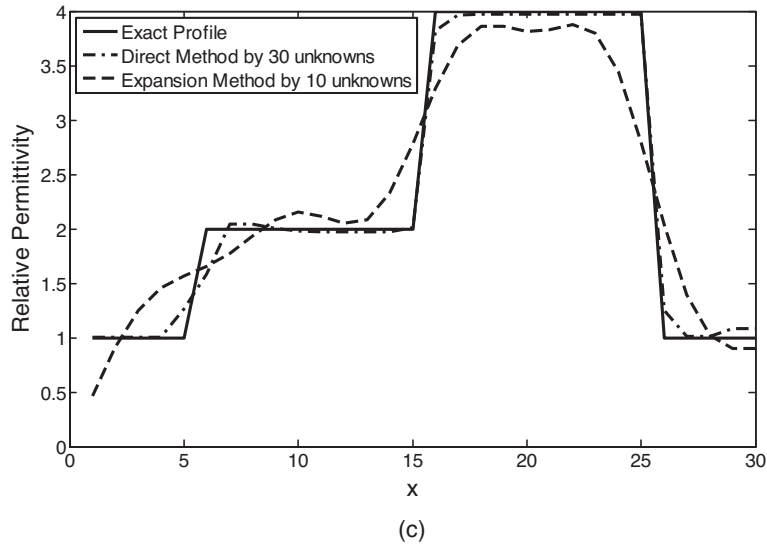 4
3.5
3
2.5
2
1.5
1
0.5
0
Relative Permittivity
Exact Profile
Direct Method by 30 unknowns
Expansion Method by 10 unknowns
0 5 10 15 20 25 30
x
(c)